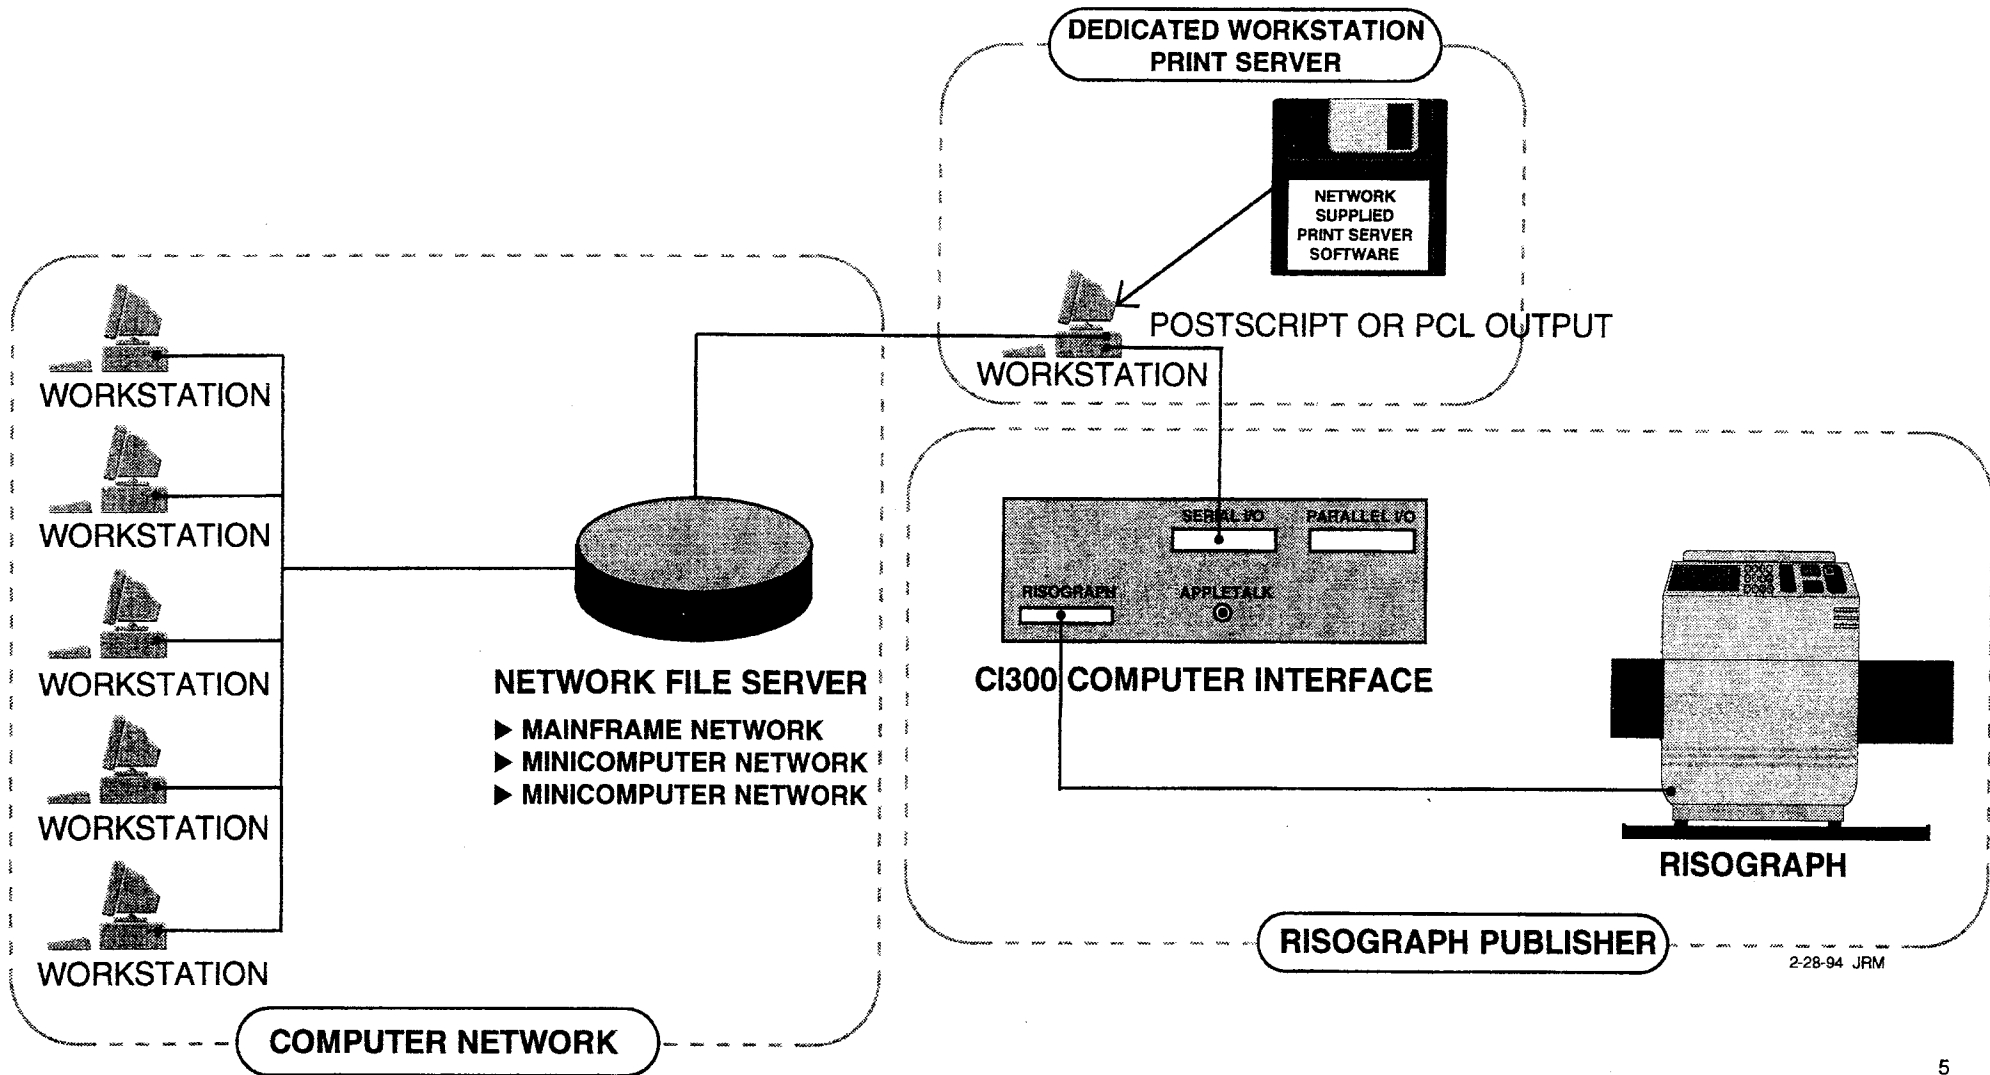 DEDICATED WORKSTATION
PRINT SERVER
NETWORK
SUPPLIED
PRINT SERVER
SOFTWARE
POSTSCRIPT OR PCL OUTPUT
WORKSTATION
WORKSTATION
WORKSTATION
WORKSTATION
WORKSTATION
WORKSTATION
NETWORK FILE SERVER
▶ MAINFRAME NETWORK
▶ MINICOMPUTER NETWORK
▶ MINICOMPUTER NETWORK
COMPUTER NETWORK
SERIAL I/O
PARALLEL I/O
RISOGRAPH
APPLETALK
CI300 COMPUTER INTERFACE
RISOGRAPH
RISOGRAPH PUBLISHER
2-28-94 JRM
5